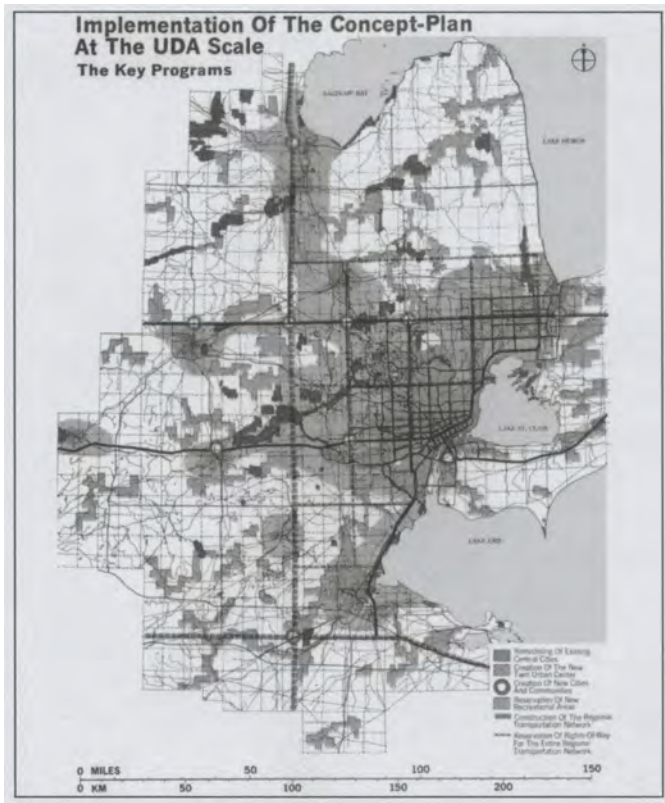 Implementation Of The Concept-Plan
At The UDA Scale
The Key Programs
SAGINAW BAY
LAKE HURON
LAKE ST. CLAIR
LAKE ERIE
Remodeling Of Existing
Central Cities
Creation Of The New
Twin Urban Center
Creation Of New Cities
And Communities
Reservation Of New
Recreational Areas
Construction Of The Regional
Transportation Network
Reservation Of Rights-Of-Way
For The Entire Regional
Transportation Network
0 MILES 50 100 150
0 KM 50 100 150 200